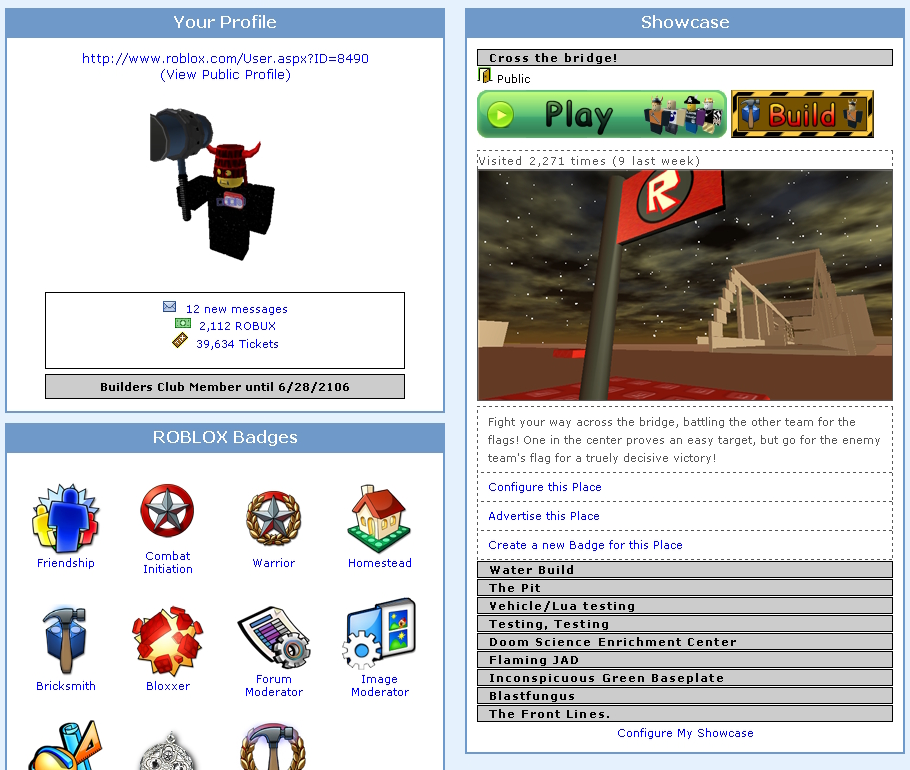 Your Profile
http://www.roblox.com/User.aspx?ID=8490
(View Public Profile)
12 new messages
2,112 ROBUX
39,634 Tickets
Builders Club Member until 6/28/2106
ROBLOX Badges
Friendship
Combat
Initiation
Warrior
Homestead
Bricksmith
Bloxxer
Forum
Moderator
Image
Moderator
Showcase
Cross the bridge!
Public
Play
Build
Visited 2,271 times (9 last week)
R
Fight your way across the bridge, battling the other team for the
flags! One in the center proves an easy target, but go for the enemy
team's flag for a truely decisive victory!
Configure this Place
Advertise this Place
Create a new Badge for this Place
Water Build
The Pit
Vehicle/Lua testing
Testing, Testing
Doom Science Enrichment Center
Flaming JAD
Inconspicuous Green Baseplate
Blastfungus
The Front Lines.
Configure My Showcase